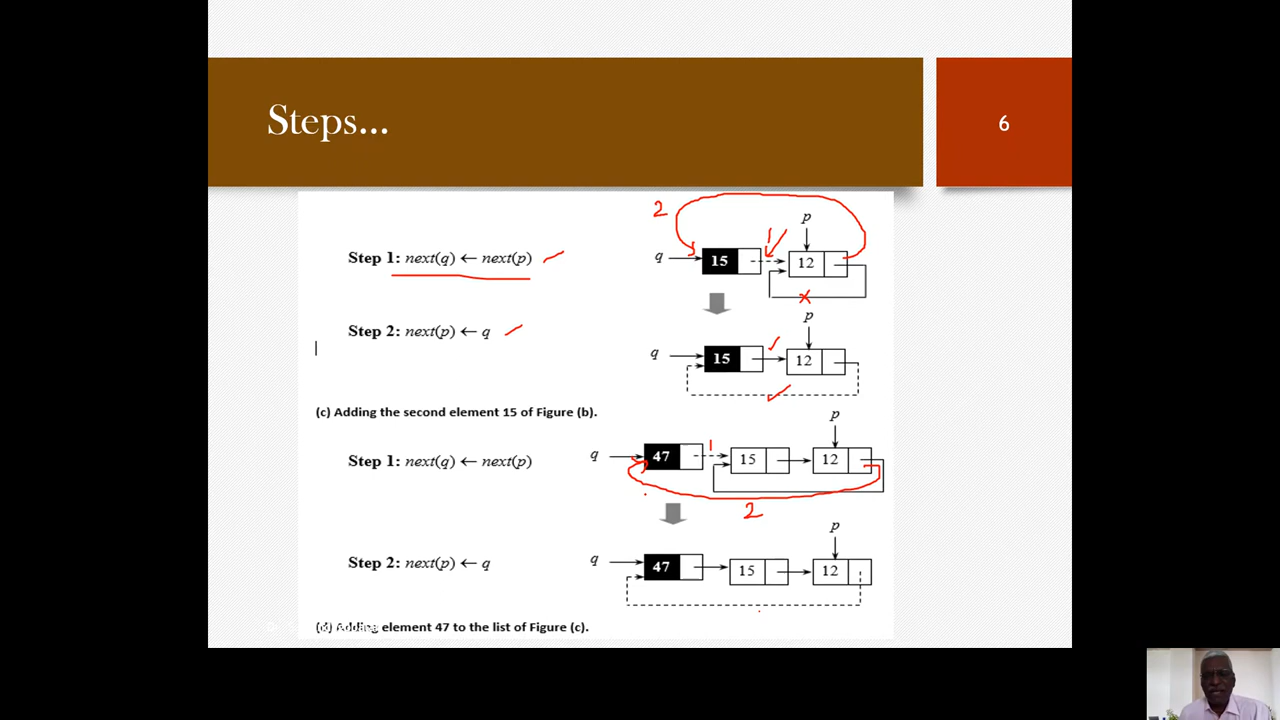 Steps...
6
2
p
1
Step 1: next(q) ← next(p)
q
15
12
Step 2: next(p) ← q
p
q
15
12
(c) Adding the second element 15 of Figure (b).
p
1
Step 1: next(q) ← next(p)
q
47
15
12
2
p
Step 2: next(p) ← q
q
47
15
12
(d) Adding element 47 to the list of Figure (c).